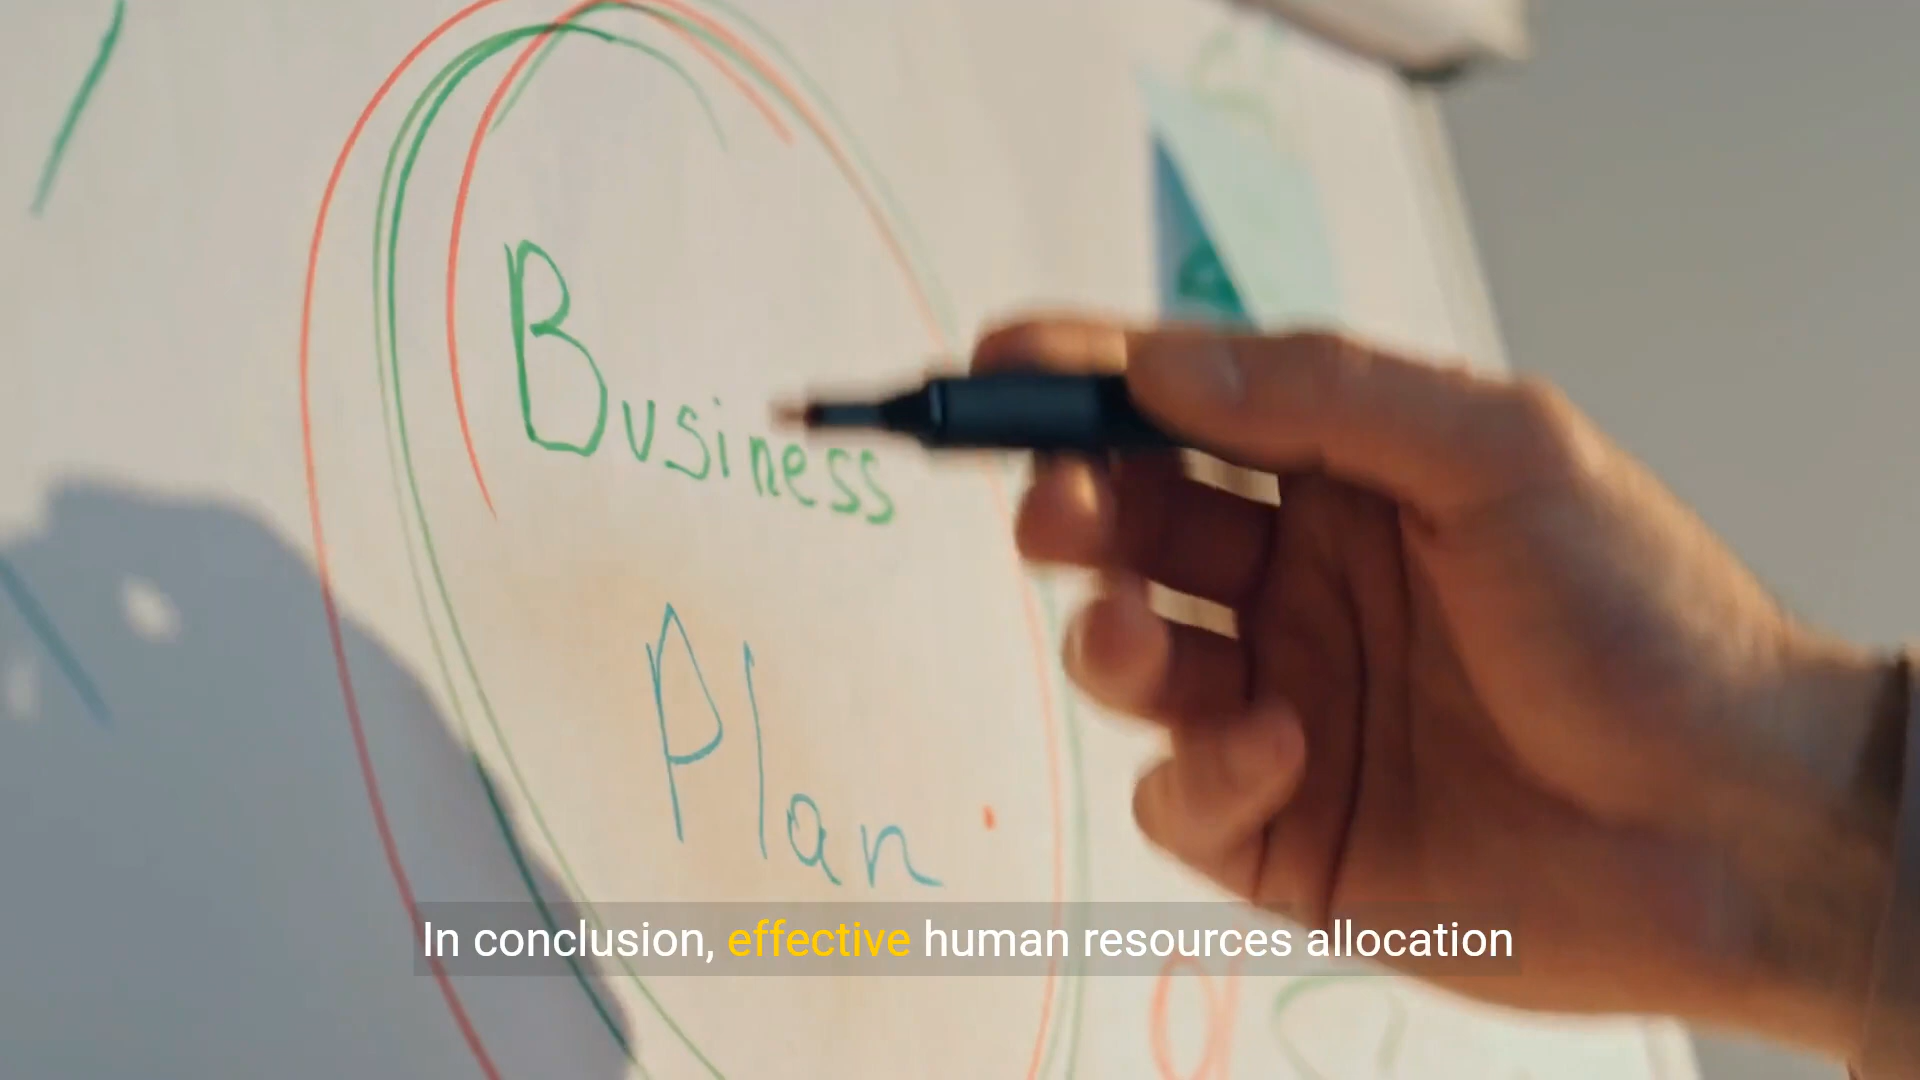 Business
Plan
In conclusion, effective human resources allocation